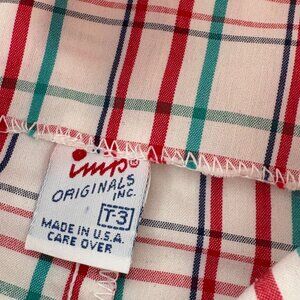 imp®
ORIGINALS
INC.
T-3
MADE IN U.S.A.
CARE OVER